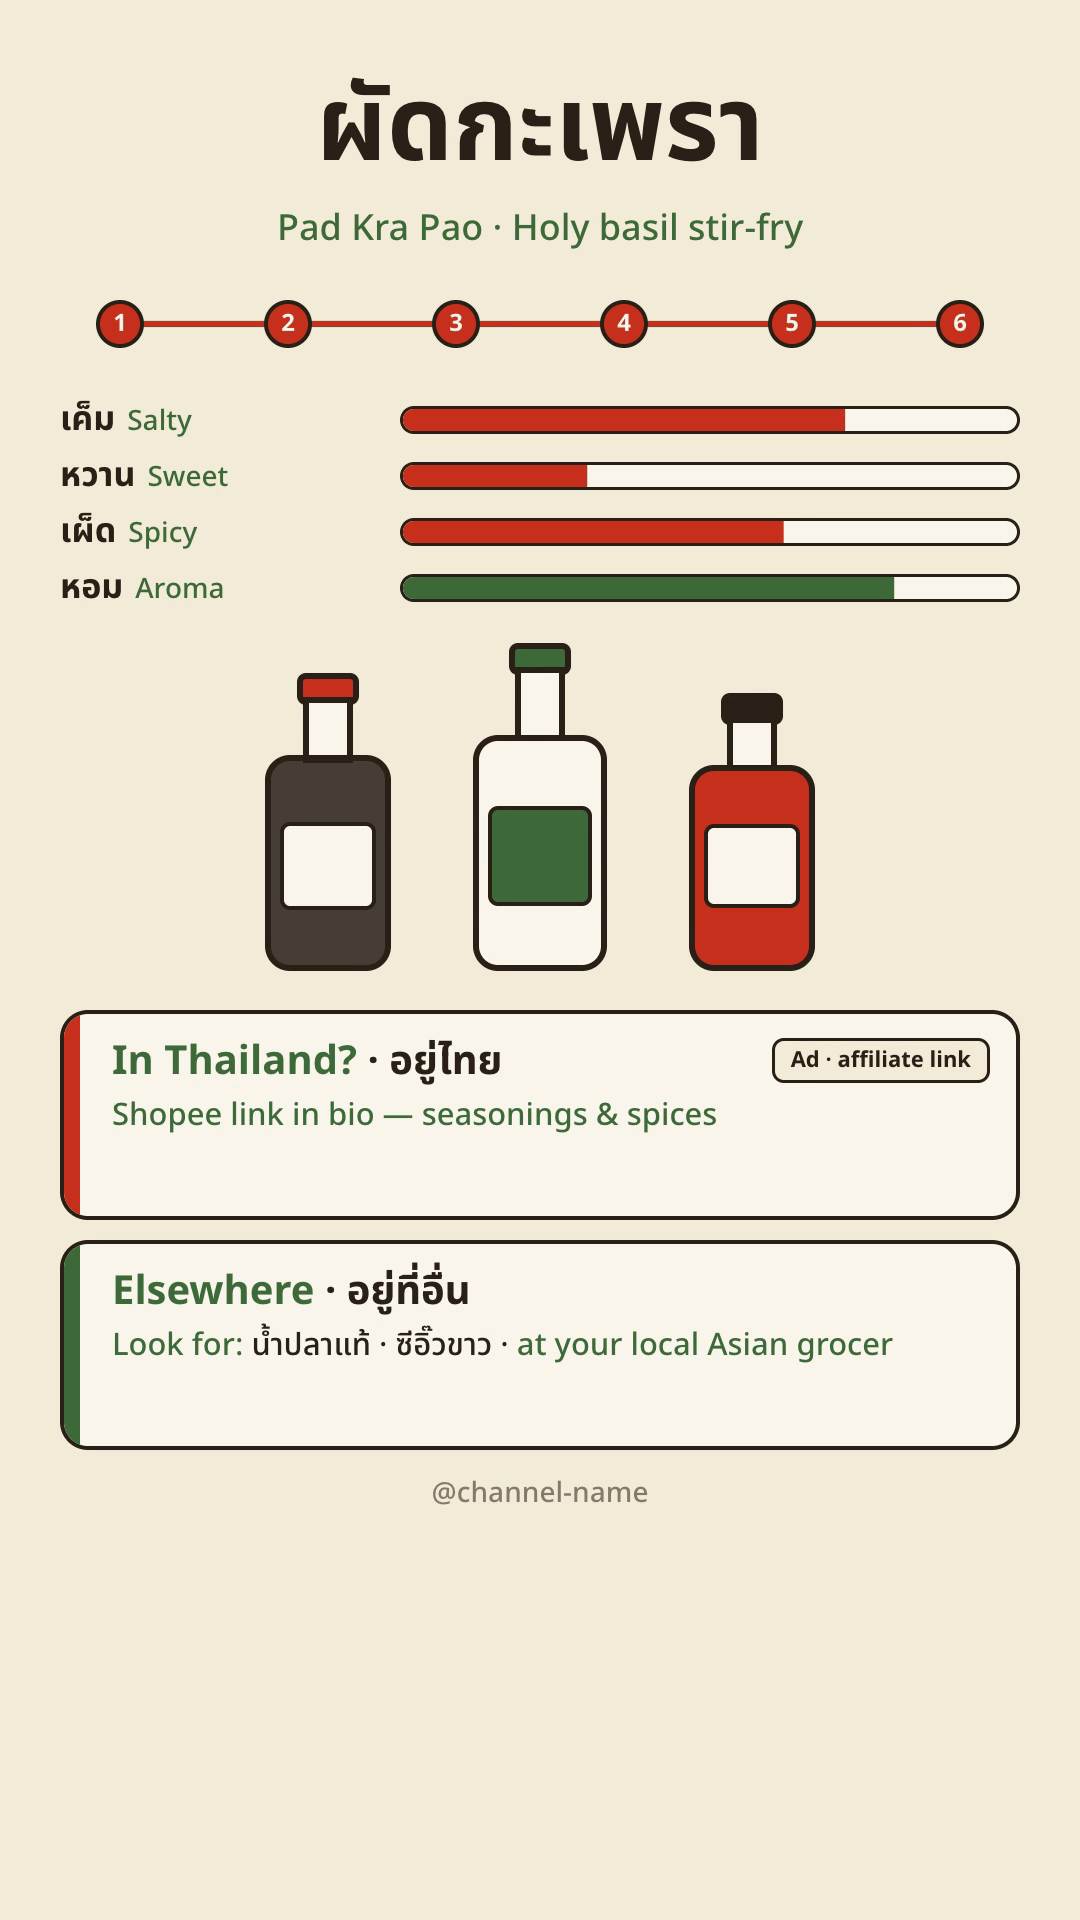 ผัดกะเพรา
Pad Kra Pao · Holy basil stir-fry
1 2 3 4 5 6
เค็ม Salty
หวาน Sweet
เผ็ด Spicy
หอม Aroma
In Thailand? · อยู่ไทย
Ad · affiliate link
Shopee link in bio — seasonings & spices
Elsewhere · อยู่ที่อื่น
Look for: น้ำปลาแท้ · ซีอิ๊วขาว · at your local Asian grocer
@channel-name